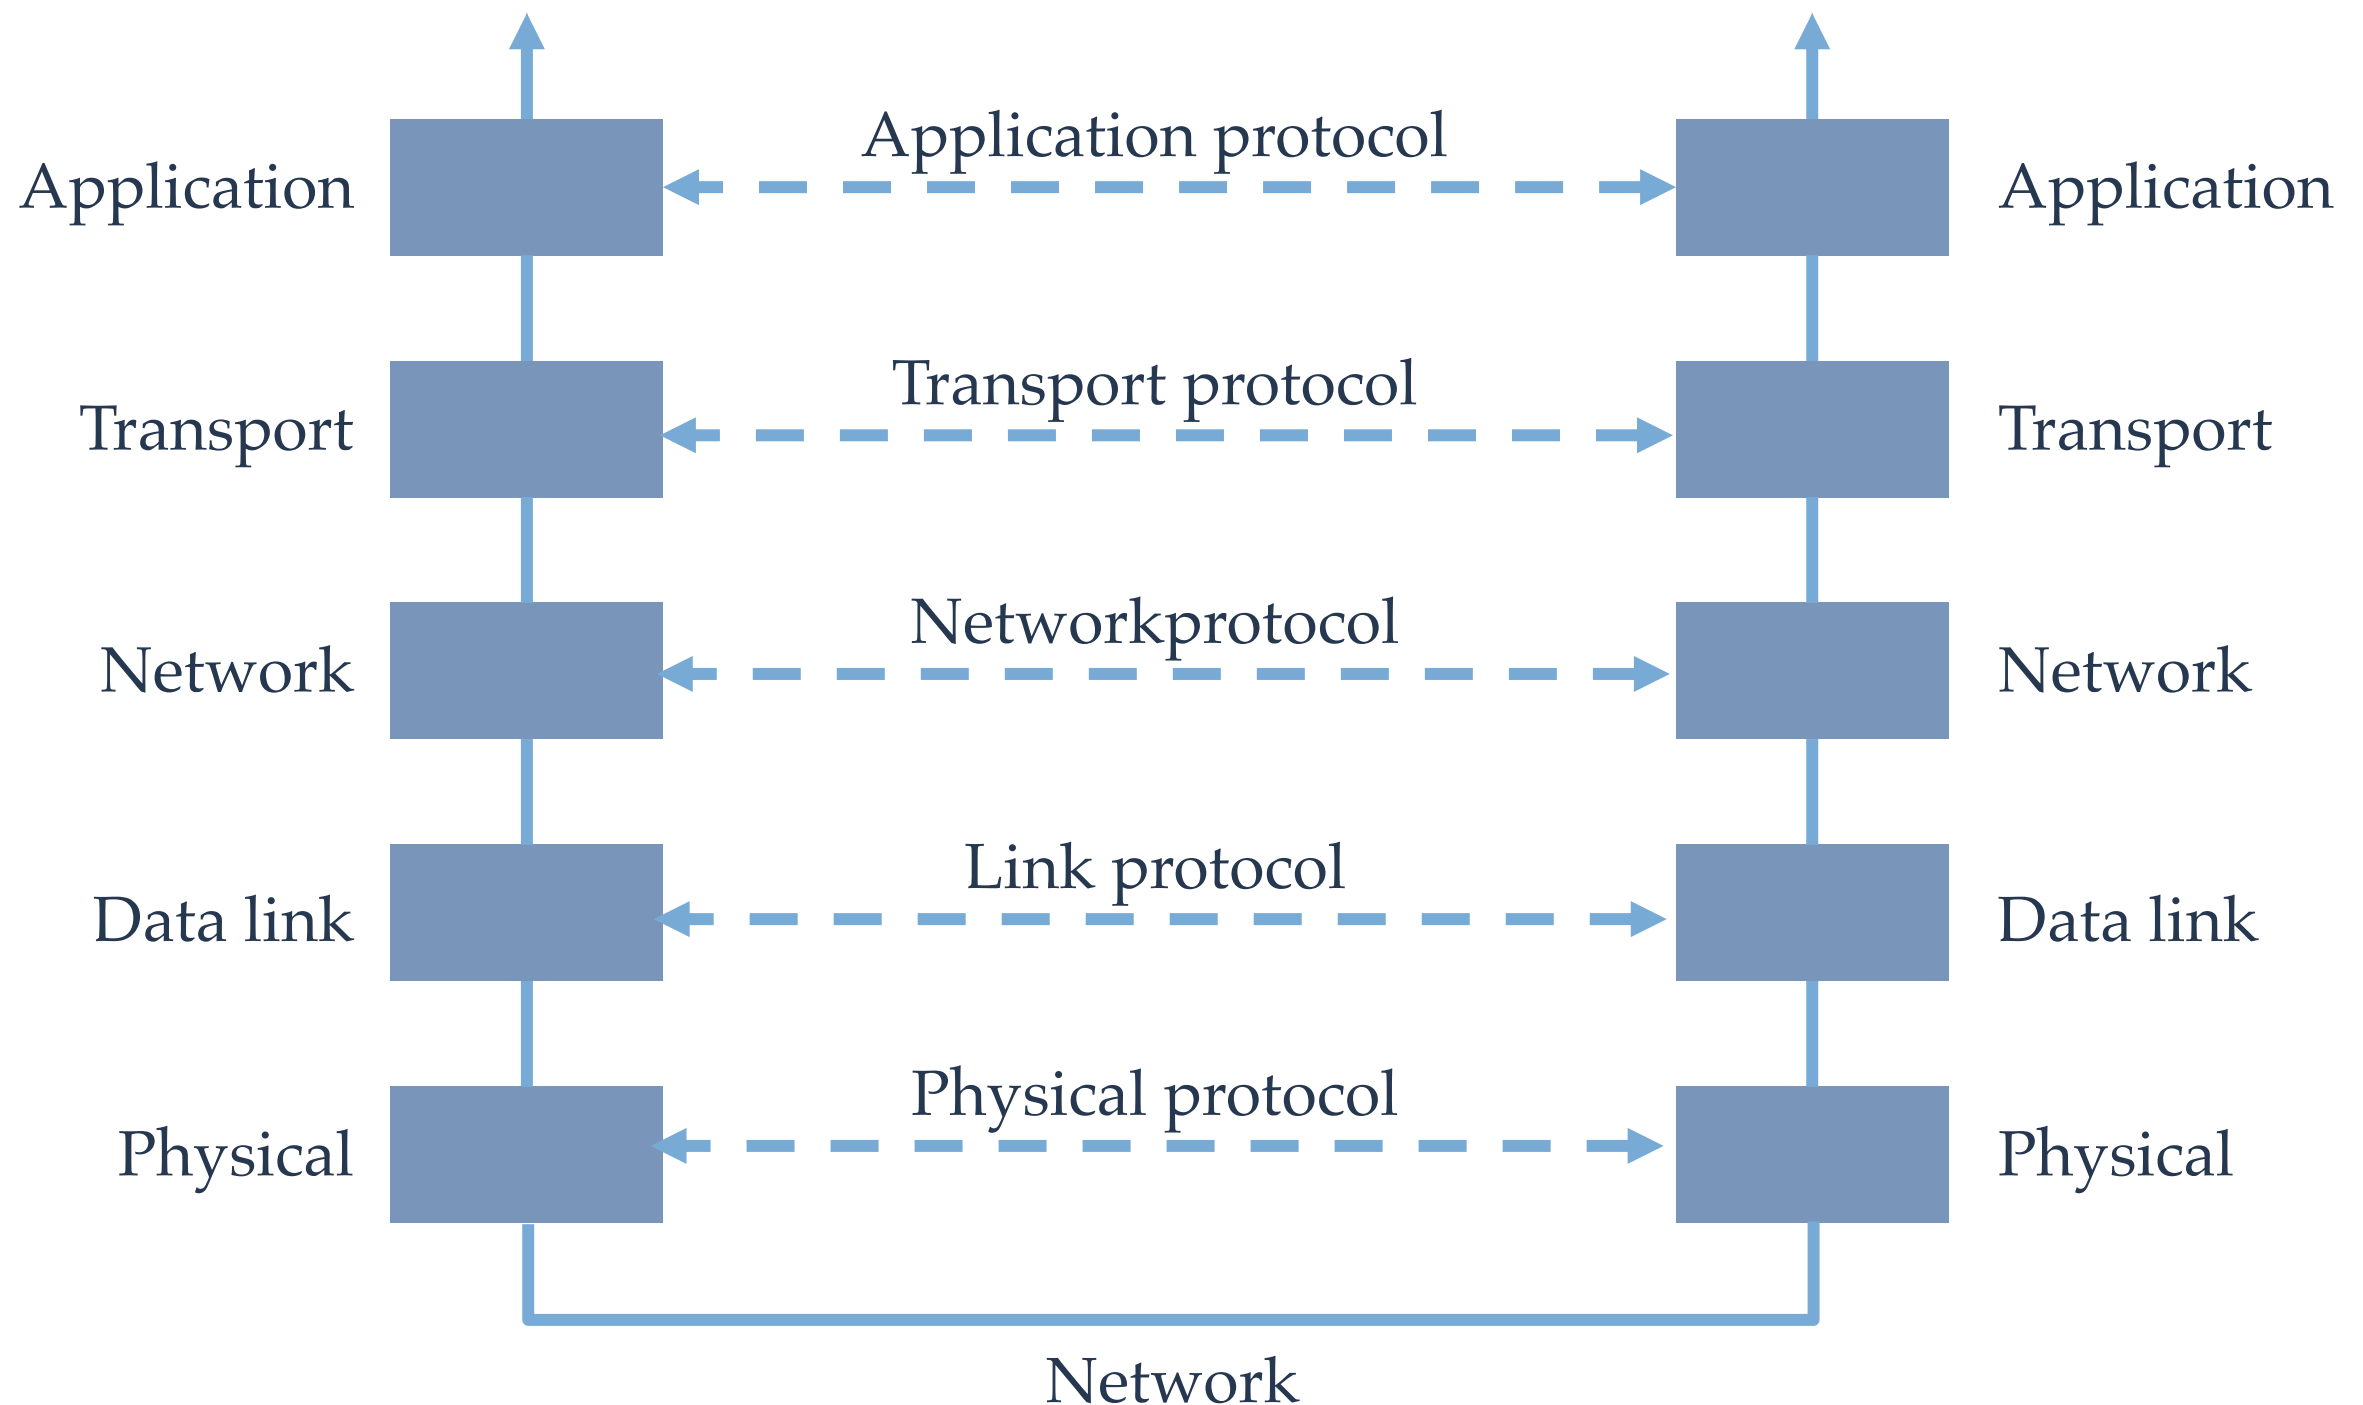 Application protocol
Application
Application
Transport protocol
Transport
Transport
Networkprotocol
Network
Network
Link protocol
Data link
Data link
Physical protocol
Physical
Physical
Network